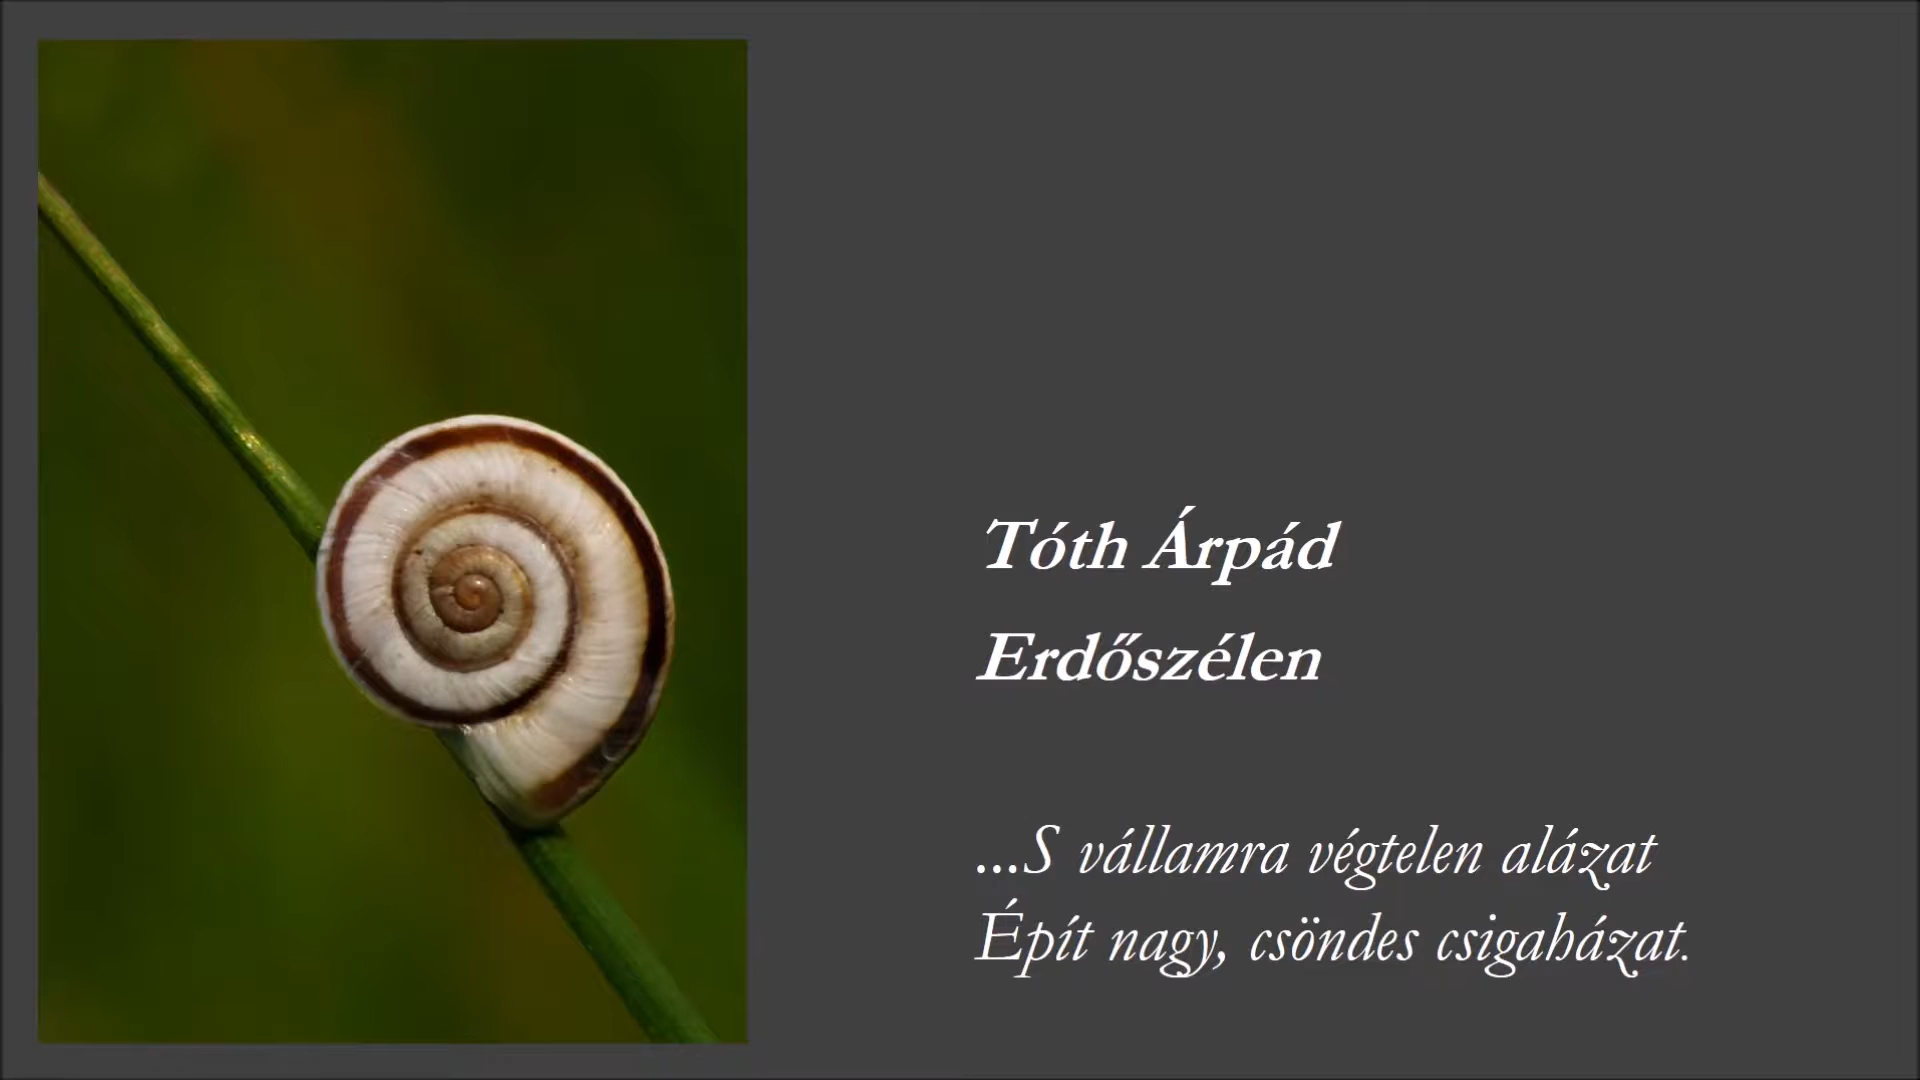 Tóth Árpád
Erdőszélen
...S vállamra végtelen alázat
Épít nagy, csöndes csigaházat.